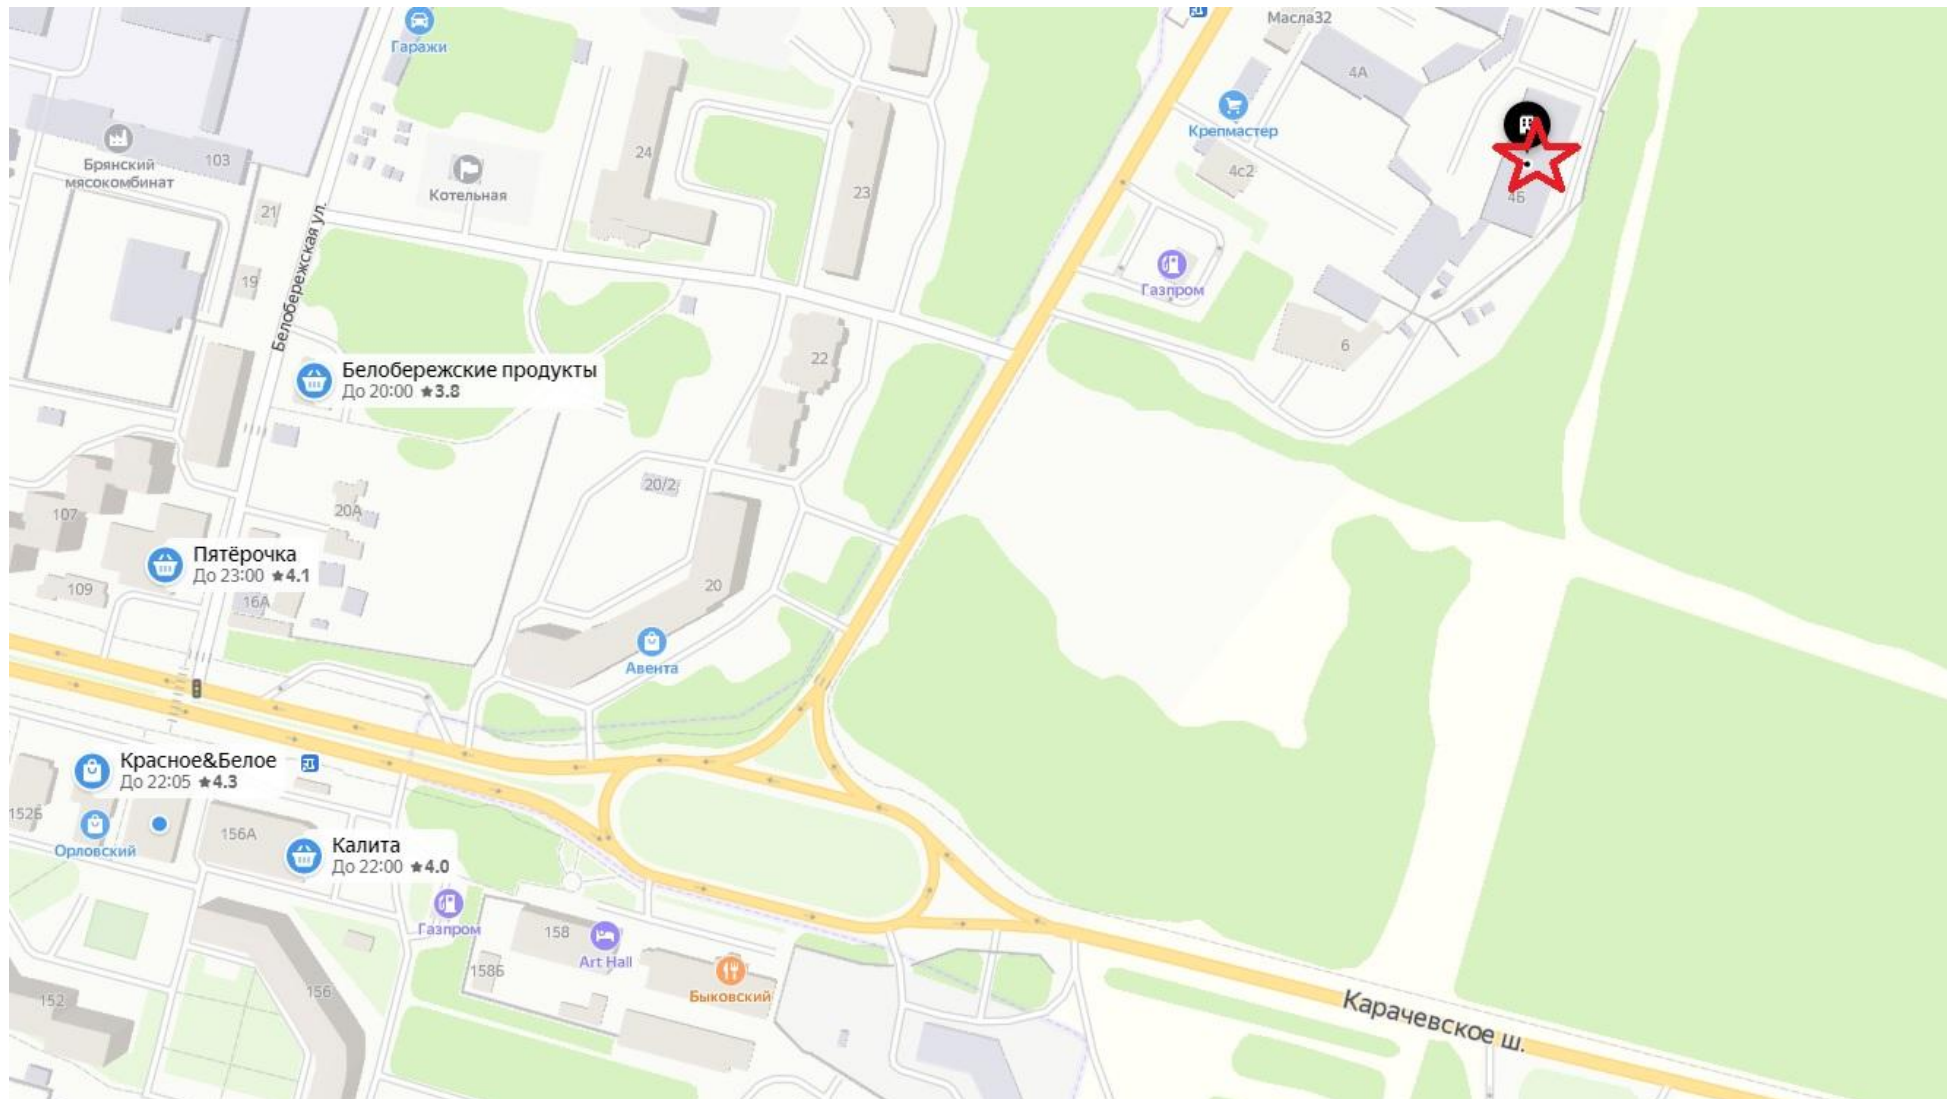 Масла32
Гаражи
4А
Крепмастер
103
Брянский
мясокомбинат
24
Котельная
23
4с2
4Б
21
Белобережская ул.
19
Газпром
22
6
Белобережские продукты
До 20:00 ★3.8
20/2
107
20А
Пятёрочка
До 23:00 ★4.1
109
16А
20
Авента
Красное&Белое
До 22:05 ★4.3
152Б
156А
Орловский
Калита
До 22:00 ★4.0
Газпром
158
Art Hall
158Б
Быковский
152
156
Карачевское ш.